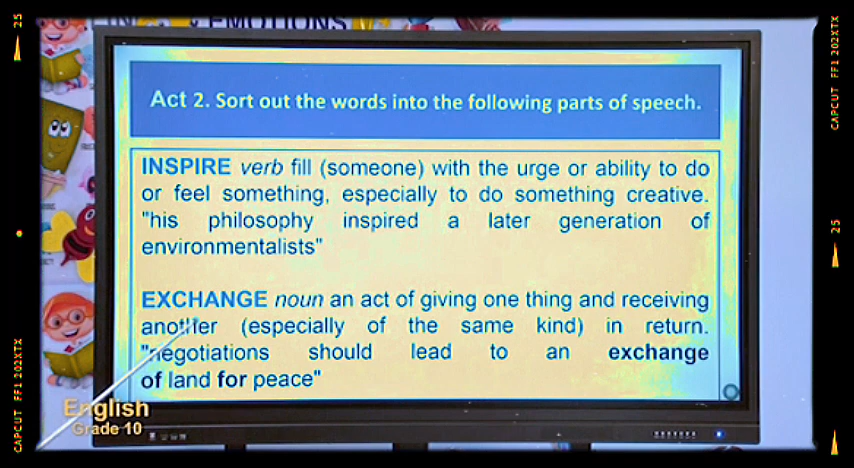 EMOTIONS
Act 2. Sort out the words into the following parts of speech.
INSPIRE verb fill (someone) with the urge or ability to do
or feel something, especially to do something creative.
"his philosophy inspired a later generation of
environmentalists"
EXCHANGE noun an act of giving one thing and receiving
another (especially of the same kind) in return.
"negotiations should lead to an exchange
of land for peace"
English
Grade 10
25
CAPCUT FF1 202XTX
CAPCUT FF1 202XTX
25